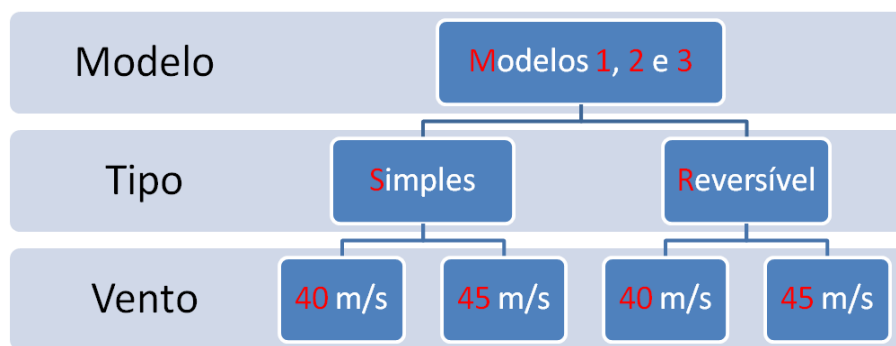 Modelo
Modelos 1, 2 e 3
Tipo
Simples
Reversível
Vento
40 m/s
45 m/s
40 m/s
45 m/s